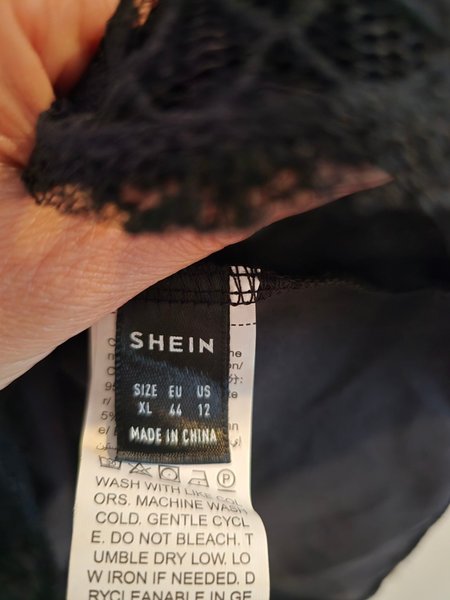 SHEIN
SIZE EU US
XL 44 12
MADE IN CHINA
WASH WITH LIKE COL
ORS. MACHINE WASH
COLD. GENTLE CYCL
E. DO NOT BLEACH. T
UMBLE DRY LOW. LO
W IRON IF NEEDED. D
RYCLEANABLE IN GE